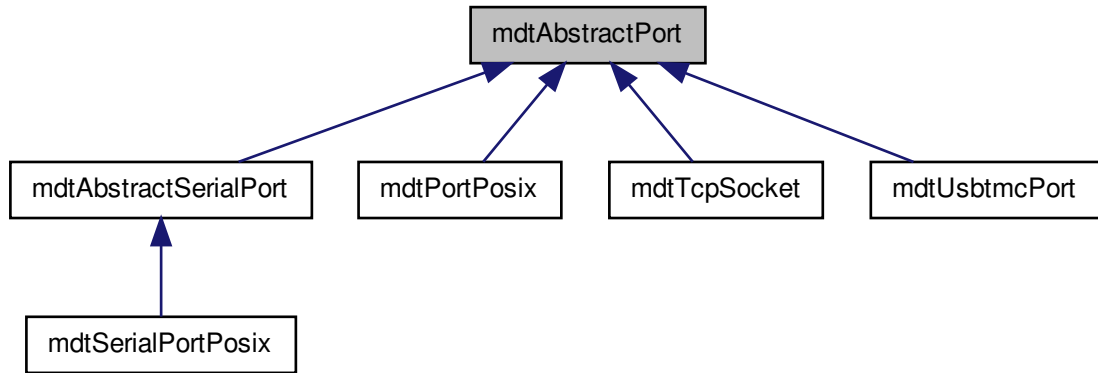 mdtAbstractPort
mdtAbstractSerialPort
mdtPortPosix
mdtTcpSocket
mdtUsbtmcPort
mdtSerialPortPosix